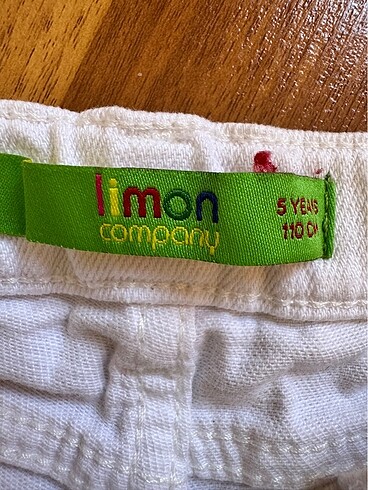 limon
company
5 YEARS
110 CM